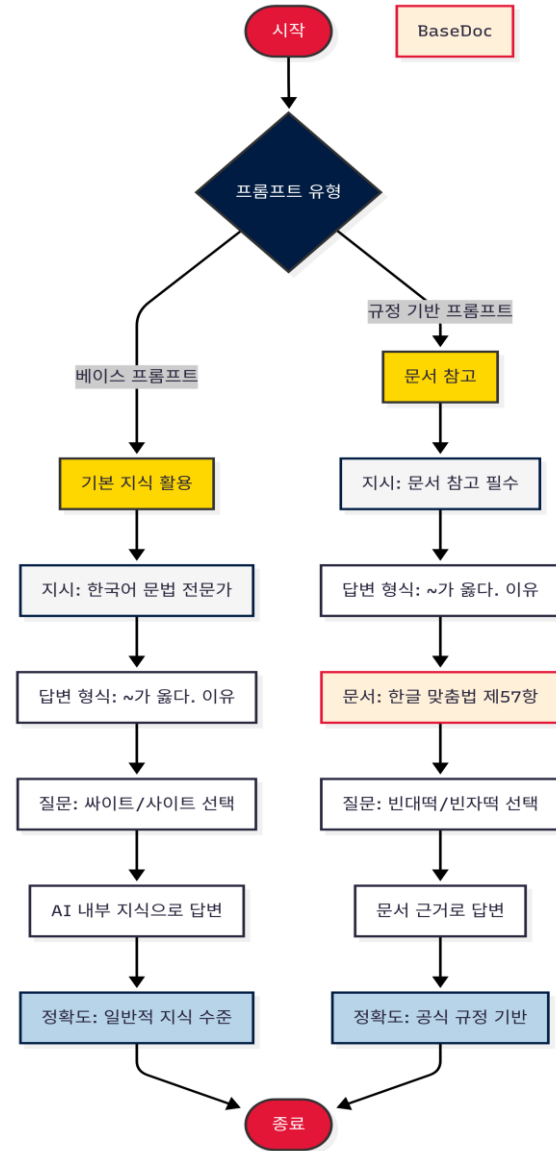 시작
BaseDoc
프롬프트 유형
규정 기반 프롬프트
베이스 프롬프트
문서 참고
기본 지식 활용
지시: 문서 참고 필수
지시: 한국어 문법 전문가
답변 형식: ~가 옳다. 이유
답변 형식: ~가 옳다. 이유
문서: 한글 맞춤법 제57항
질문: 싸이트/사이트 선택
질문: 빈대떡/빈자떡 선택
AI 내부 지식으로 답변
문서 근거로 답변
정확도: 일반적 지식 수준
정확도: 공식 규정 기반
종료